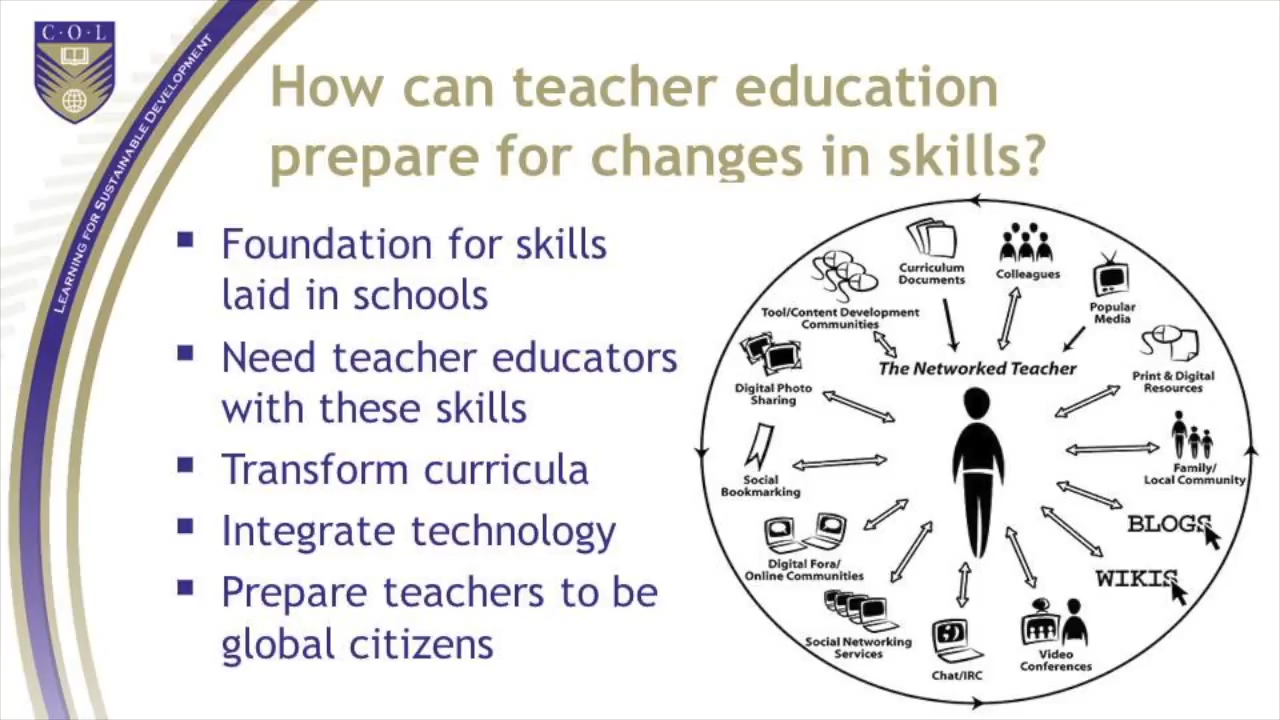 C·O·L
LEARNING FOR SUSTAINABLE DEVELOPMENT
How can teacher education
prepare for changes in skills?
▪ Foundation for skills
laid in schools
▪ Need teacher educators
with these skills
▪ Transform curricula
▪ Integrate technology
▪ Prepare teachers to be
global citizens
The Networked Teacher
Curriculum
Documents
Colleagues
Popular
Media
Print & Digital
Resources
Family/
Local Community
BLOGS
WIKIS
Video
Conferences
Chat/IRC
Social Networking
Services
Digital Fora/
Online Communities
Social
Bookmarking
Digital Photo
Sharing
Tool/Content Development
Communities